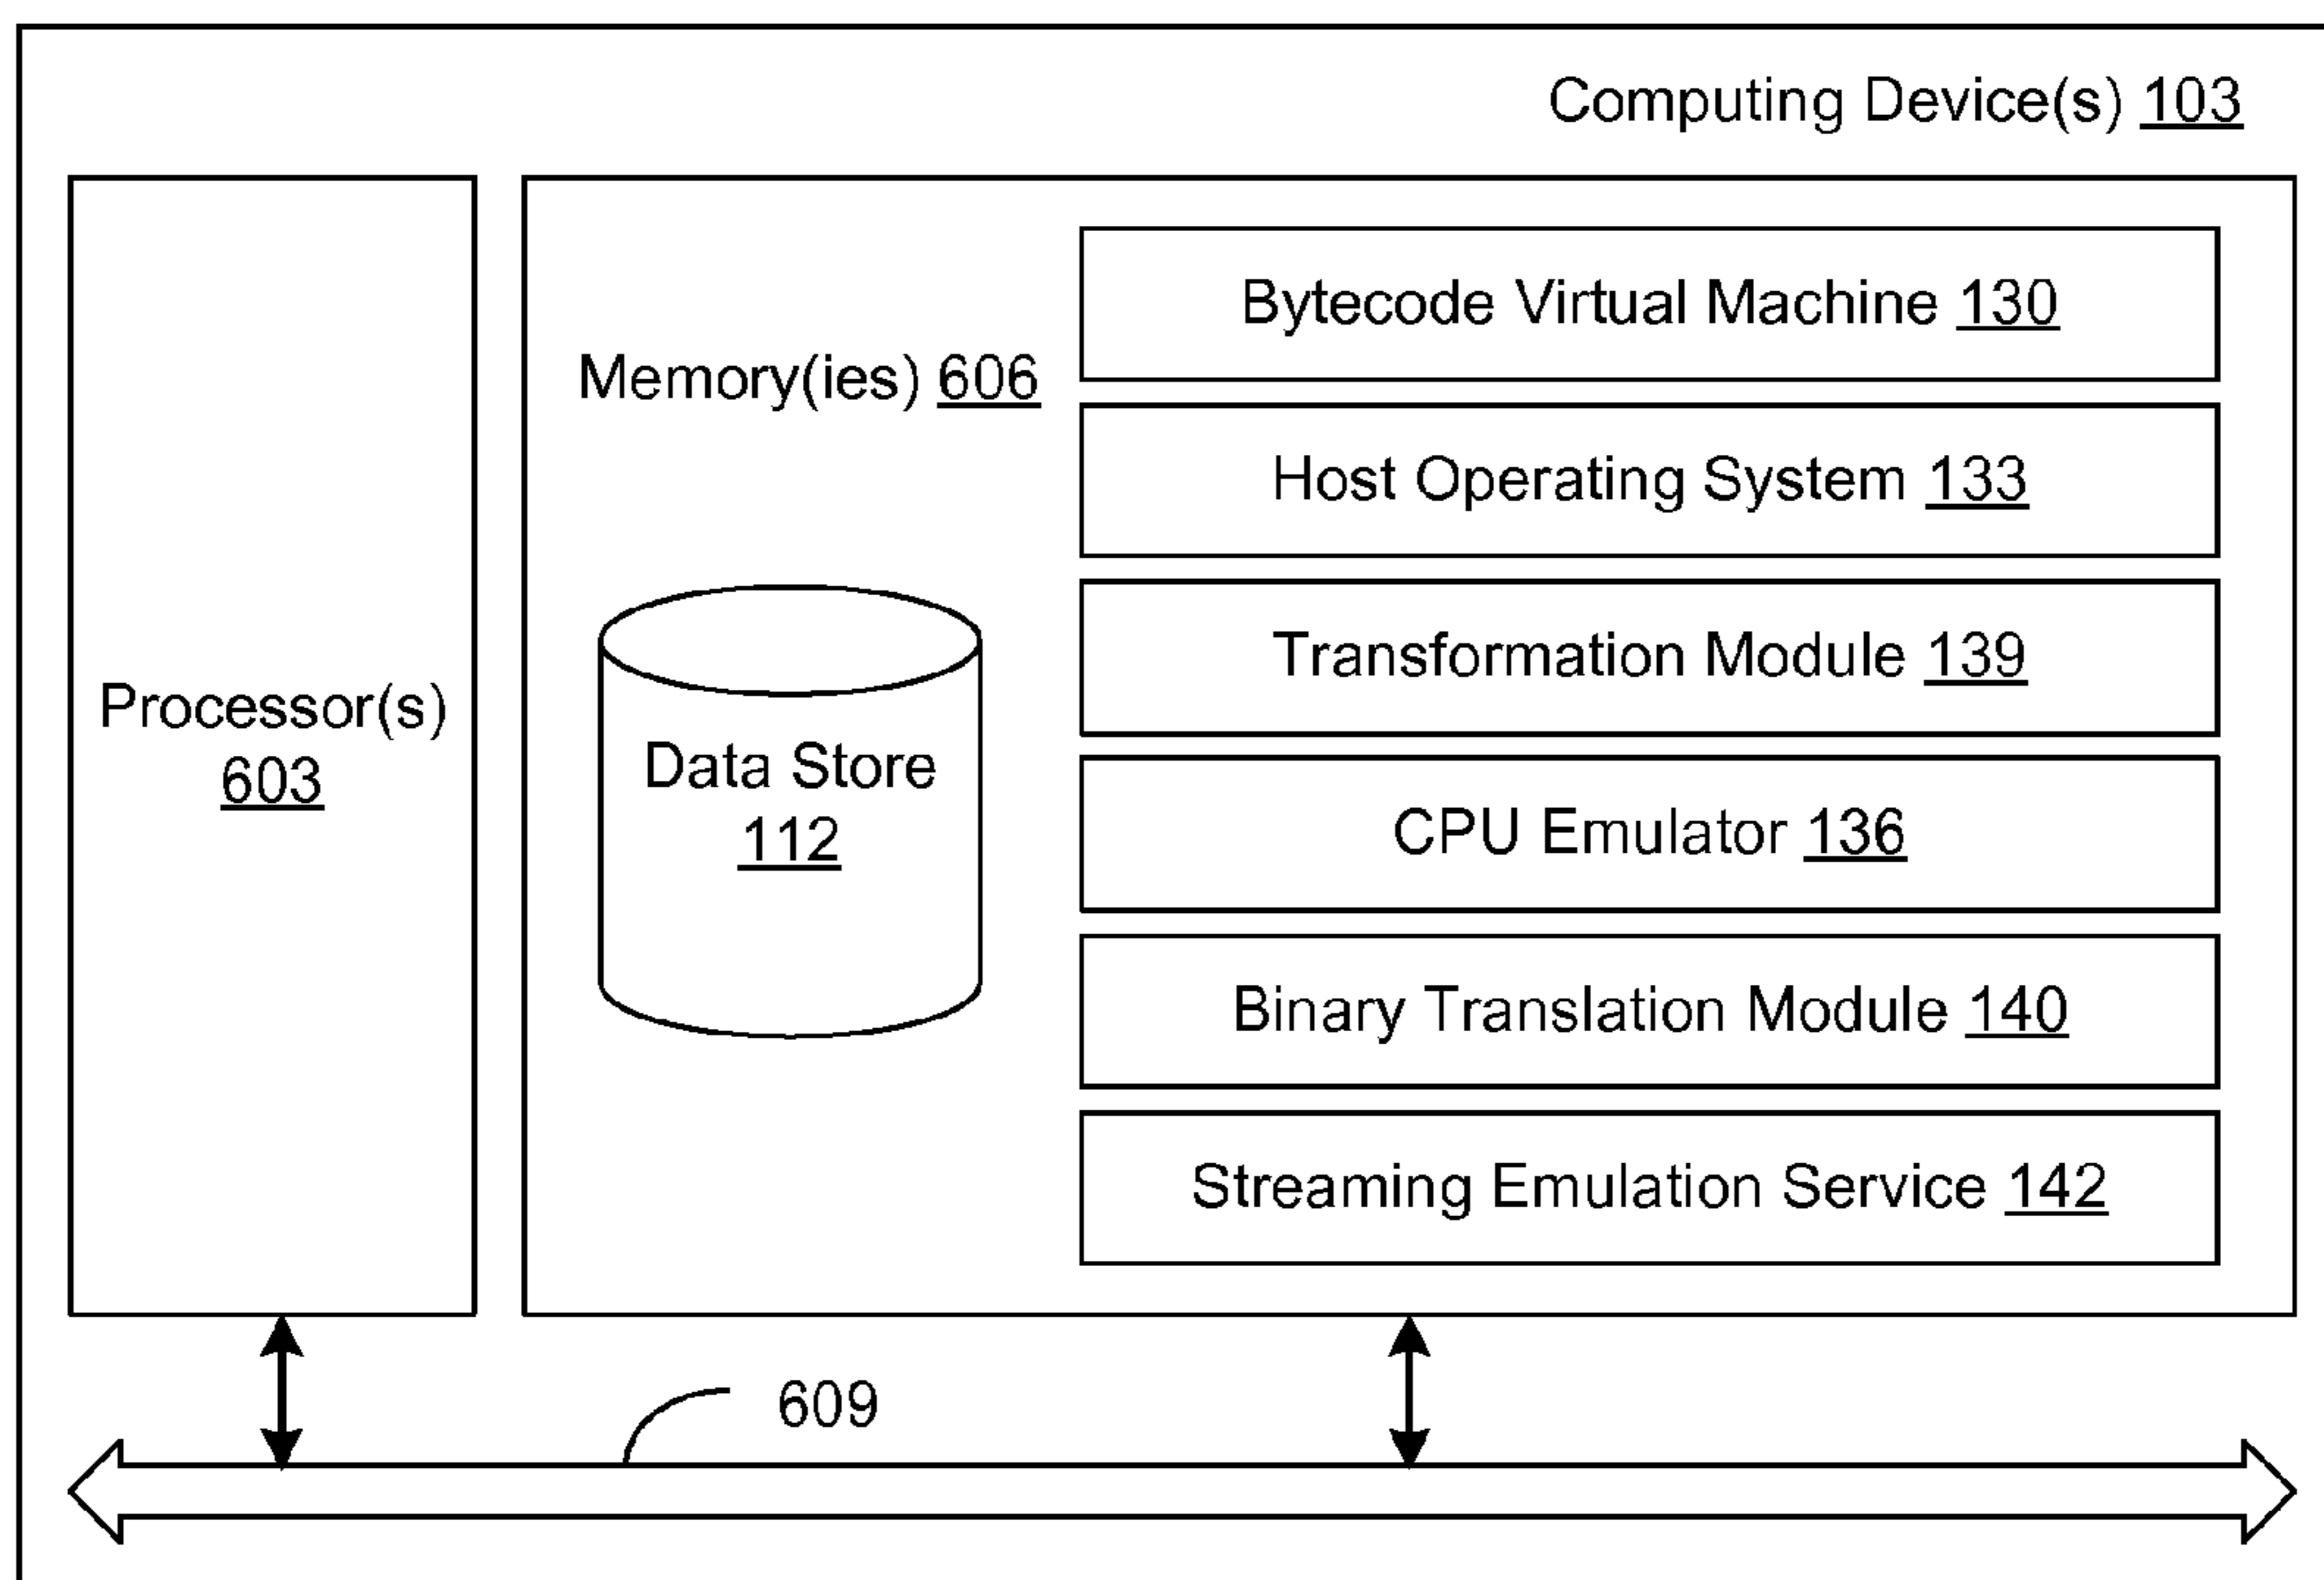 Computing Device(s) 103
Processor(s)
603
Memory(ies) 606
Data Store
112
Bytecode Virtual Machine 130
Host Operating System 133
Transformation Module 139
CPU Emulator 136
Binary Translation Module 140
Streaming Emulation Service 142
609